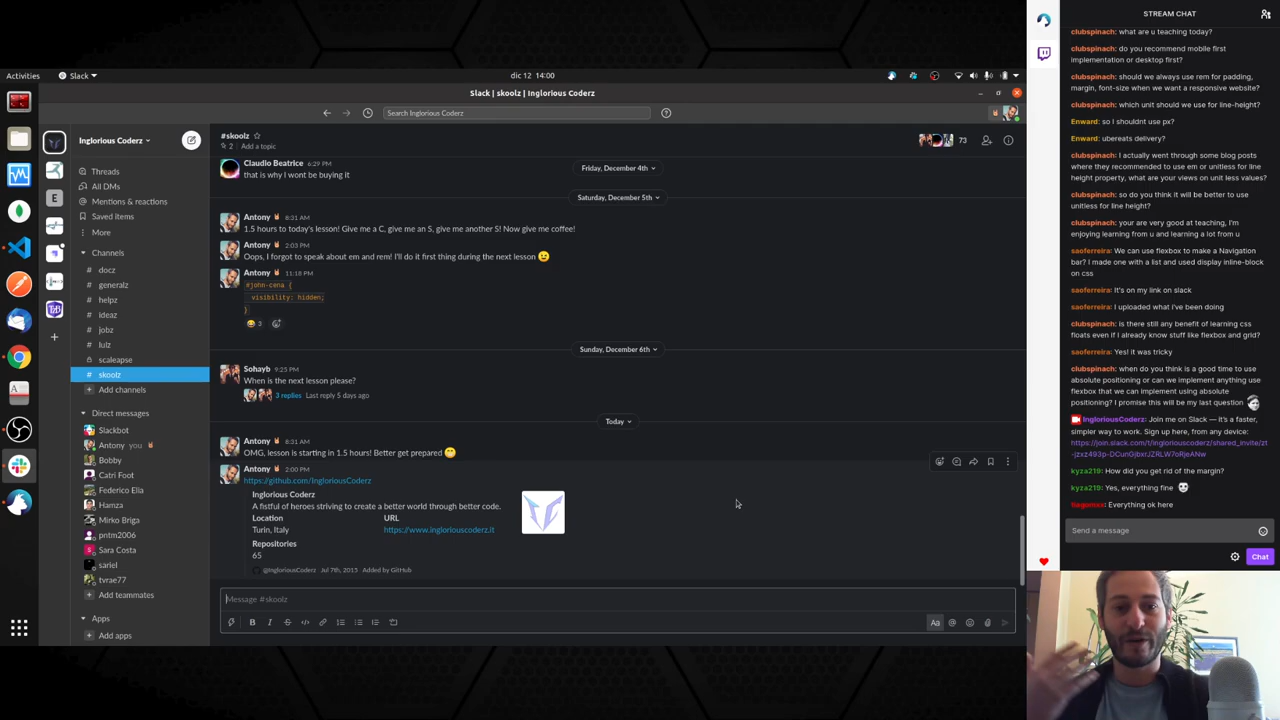 Activities
Slack
dic 12 14:00
Slack | skoolz | Inglorious Coderz
Search Inglorious Coderz
Inglorious Coderz
Threads
All DMs
Mentions & reactions
Saved items
More
Channels
# docz
# generalz
# helpz
# ideaz
# jobz
# lulz
scaleapse
# skoolz
Add channels
Direct messages
Slackbot
Antony you
Bobby
Catri Foot
Federico Elia
Hamza
Mirko Briga
pntm2006
Sara Costa
sariel
tvrae77
Add teammates
Apps
Add apps
#skoolz
2 | Add a topic
73
Claudio Beatrice 6:29 PM
that is why I wont be buying it
Friday, December 4th
Saturday, December 5th
Antony 8:31 AM
1.5 hours to today's lesson! Give me a C, give me an S, give me another S! Now give me coffee!
Antony 2:03 PM
Oops, I forgot to speak about em and rem! I'll do it first thing during the next lesson
Antony 11:18 PM
#john-cena {
visibility: hidden;
}
3
Sunday, December 6th
Sohayb 9:25 PM
When is the next lesson please?
3 replies Last reply 5 days ago
Today
Antony 8:31 AM
OMG, lesson is starting in 1.5 hours! Better get prepared
Antony 2:00 PM
https://github.com/IngloriousCoderz
Inglorious Coderz
A fistful of heroes striving to create a better world through better code.
Location URL
Turin, Italy https://www.ingloriouscoderz.it
Repositories
65
@IngloriousCoderz Jul 7th, 2015 Added by GitHub
Message #skoolz
B I
Aa
STREAM CHAT
clubspinach: what are u teaching today?
clubspinach: do you recommend mobile first
implementation or desktop first?
clubspinach: should we always use rem for padding,
margin, font-size when we want a responsive website?
clubspinach: which unit should we use for line-height?
Enward: so I shouldnt use px?
Enward: ubereats delivery?
clubspinach: I actually went through some blog posts
where they recommended to use em or unitless for line
height property, what are your views on unit less values?
clubspinach: so do you think it will be better to use
unitless for line height?
clubspinach: your are very good at teaching, I'm
enjoying learning from u and learning a lot from u
saoferreira: We can use flexbox to make a Navigation
bar? I made one with a list and used display inline-block
on css
saoferreira: It's on my link on slack
saoferreira: I uploaded what i've been doing
clubspinach: is there still any benefit of learning css
floats even if I already know stuff like flexbox and grid?
saoferreira: Yes! it was tricky
clubspinach: when do you think is a good time to use
absolute positioning or can we implement anything use
flexbox that we can implement using absolute
positioning? I promise this will be my last question
IngloriousCoderz: Join me on Slack — it's a faster,
simpler way to work. Sign up here, from any device:
https://join.slack.com/t/ingloriouscoderz/shared_invite/zt
kyza219: How did you get rid of the margin?
kyza219: Yes, everything fine
Everything ok here
Send a message
Chat